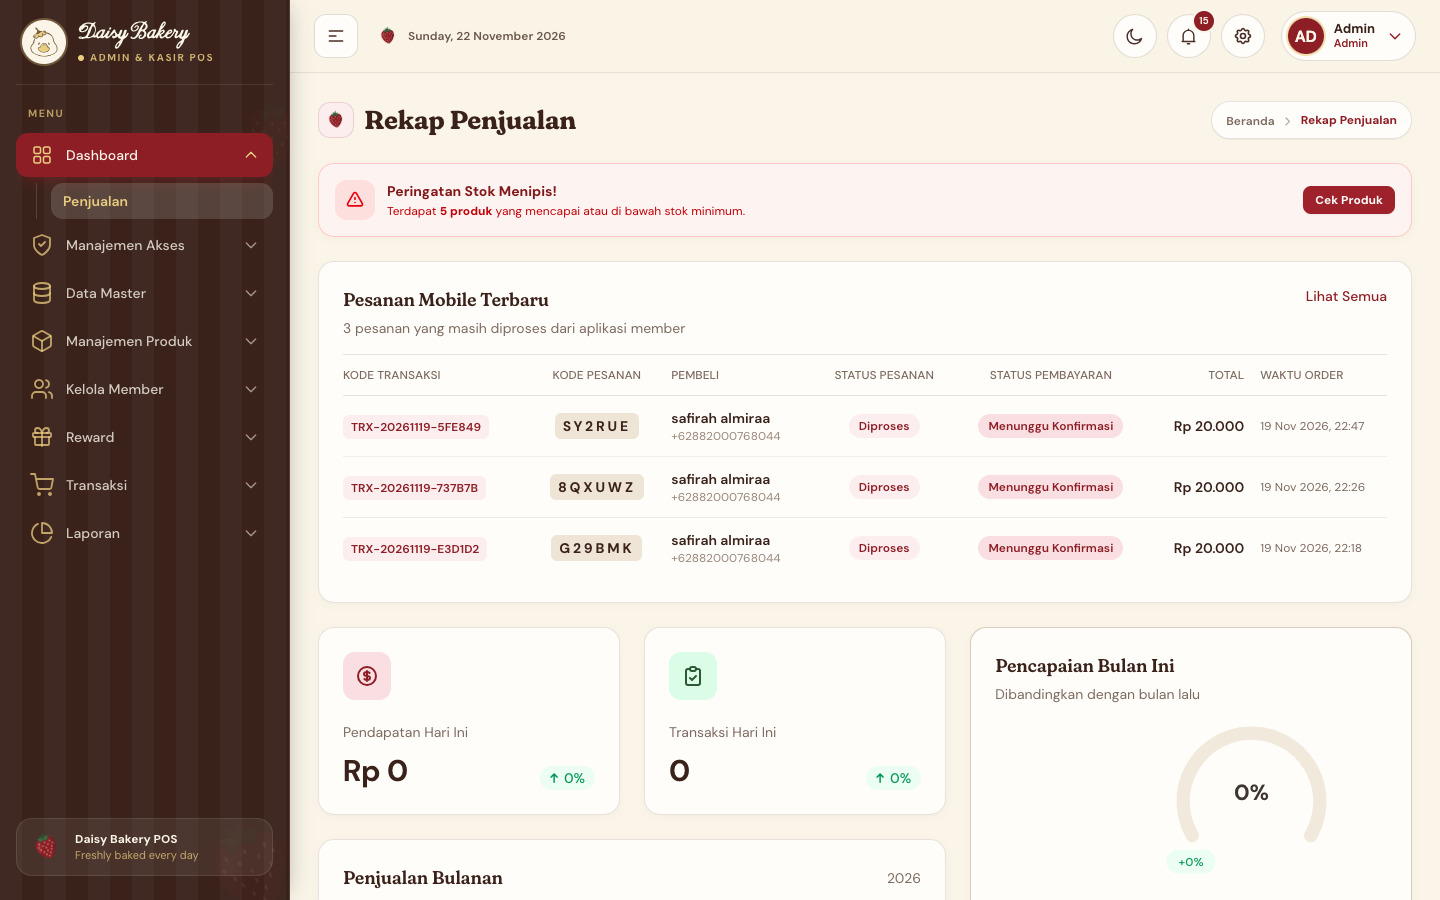 Daisy Bakery
ADMIN & KASIR POS
MENU
Dashboard
Penjualan
Manajemen Akses
Data Master
Manajemen Produk
Kelola Member
Reward
Transaksi
Laporan
Daisy Bakery POS
Freshly baked every day
Sunday, 22 November 2026
15
AD
Admin
Admin
Rekap Penjualan
Beranda
Rekap Penjualan
Peringatan Stok Menipis!
Terdapat 5 produk yang mencapai atau di bawah stok minimum.
Cek Produk
Pesanan Mobile Terbaru
Lihat Semua
3 pesanan yang masih diproses dari aplikasi member
KODE TRANSAKSI KODE PESANAN PEMBELI STATUS PESANAN STATUS PEMBAYARAN TOTAL WAKTU ORDER
TRX-20261119-5FE849 SY2RUE safirah almiraa +62882000768044 Diproses Menunggu Konfirmasi Rp 20.000 19 Nov 2026, 22:47
TRX-20261119-737B7B 8QXUWZ safirah almiraa +62882000768044 Diproses Menunggu Konfirmasi Rp 20.000 19 Nov 2026, 22:26
TRX-20261119-E3D1D2 G29BMK safirah almiraa +62882000768044 Diproses Menunggu Konfirmasi Rp 20.000 19 Nov 2026, 22:18
Pendapatan Hari Ini
Rp 0
↑ 0%
Transaksi Hari Ini
0
↑ 0%
Pencapaian Bulan Ini
Dibandingkan dengan bulan lalu
0%
+0%
Penjualan Bulanan
2026